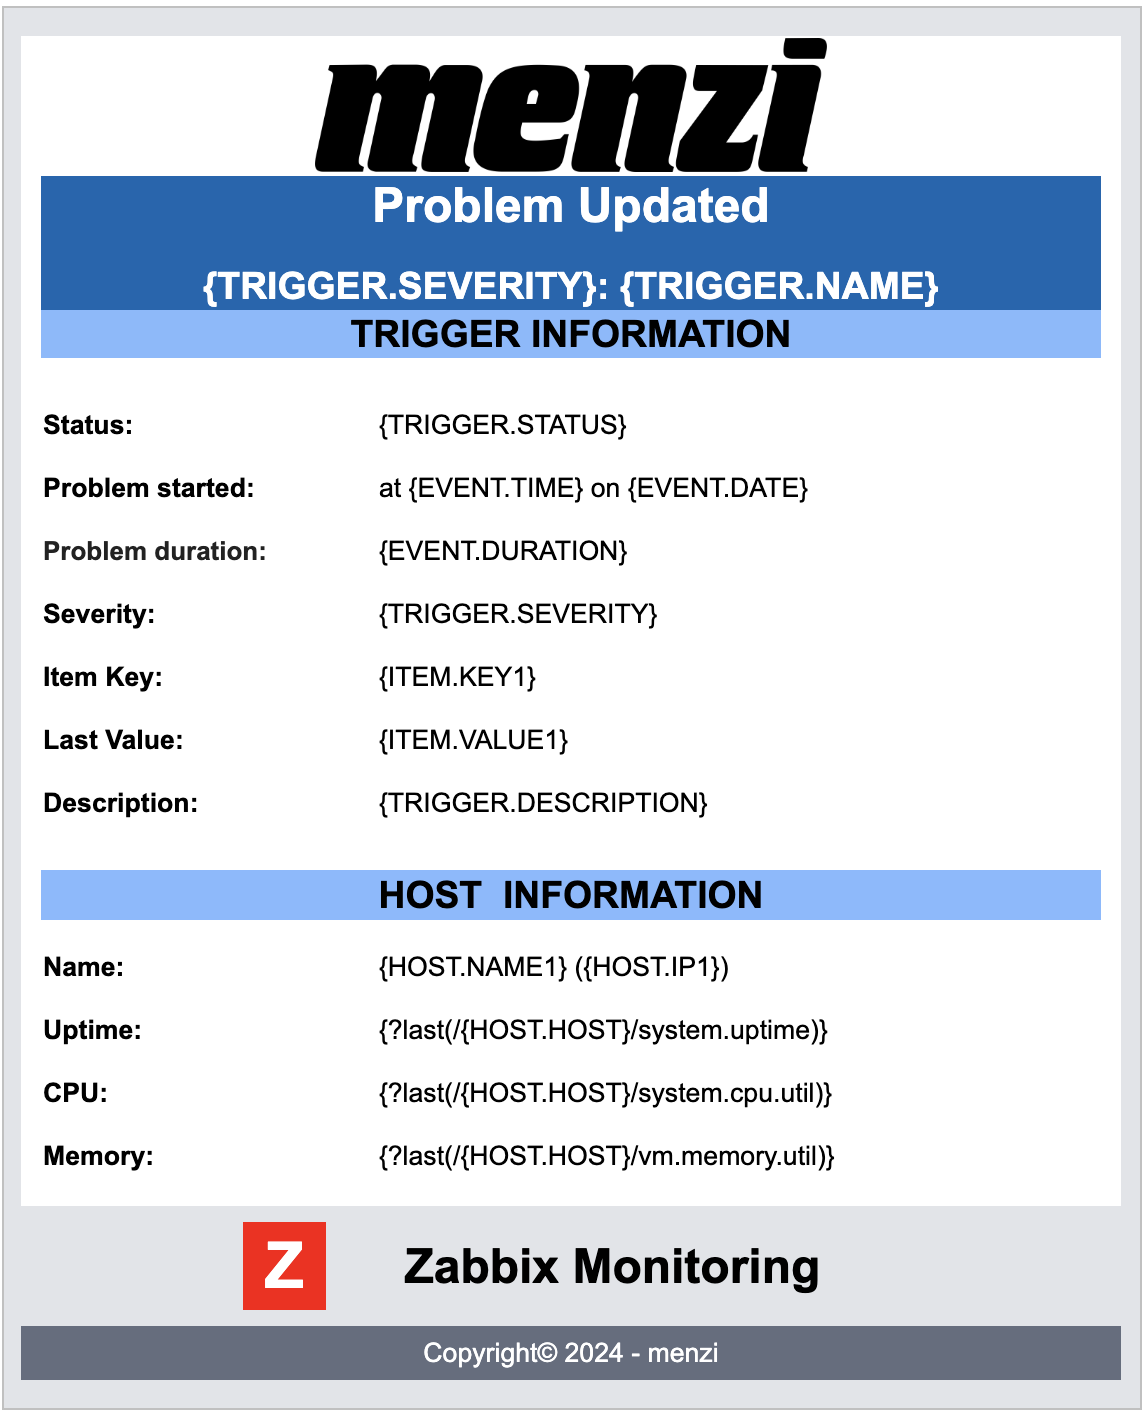 menzi
Problem Updated
{TRIGGER.SEVERITY}: {TRIGGER.NAME}
TRIGGER INFORMATION
Status: {TRIGGER.STATUS}
Problem started: at {EVENT.TIME} on {EVENT.DATE}
Problem duration: {EVENT.DURATION}
Severity: {TRIGGER.SEVERITY}
Item Key: {ITEM.KEY1}
Last Value: {ITEM.VALUE1}
Description: {TRIGGER.DESCRIPTION}
HOST  INFORMATION
Name: {HOST.NAME1} ({HOST.IP1})
Uptime: {?last(/{HOST.HOST}/system.uptime)}
CPU: {?last(/{HOST.HOST}/system.cpu.util)}
Memory: {?last(/{HOST.HOST}/vm.memory.util)}
Z Zabbix Monitoring
Copyright© 2024 - menzi